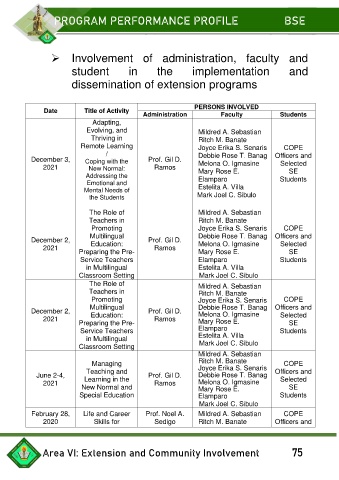 PROGRAM PERFORMANCE PROFILE BSE
➢ Involvement of administration, faculty and
student in the implementation and
dissemination of extension programs
Date Title of Activity PERSONS INVOLVED
Administration Faculty Students
December 3,
2021
Adapting,
Evolving, and
Thriving in
Remote Learning
/
Coping with the
New Normal:
Addressing the
Emotional and
Mental Needs of
the Students
Prof. Gil D.
Ramos
Mildred A. Sebastian
Ritch M. Banate
Joyce Erika S. Senaris
Debbie Rose T. Banag
Melona O. Igmasine
Mary Rose E.
Elamparo
Estelita A. Villa
Mark Joel C. Sibulo
COPE
Officers and
Selected
SE
Students
December 2,
2021
The Role of
Teachers in
Promoting
Multilingual
Education:
Preparing the Pre-
Service Teachers
in Multilingual
Classroom Setting
Prof. Gil D.
Ramos
Mildred A. Sebastian
Ritch M. Banate
Joyce Erika S. Senaris
Debbie Rose T. Banag
Melona O. Igmasine
Mary Rose E.
Elamparo
Estelita A. Villa
Mark Joel C. Sibulo
COPE
Officers and
Selected
SE
Students
December 2,
2021
The Role of
Teachers in
Promoting
Multilingual
Education:
Preparing the Pre-
Service Teachers
in Multilingual
Classroom Setting
Prof. Gil D.
Ramos
Mildred A. Sebastian
Ritch M. Banate
Joyce Erika S. Senaris
Debbie Rose T. Banag
Melona O. Igmasine
Mary Rose E.
Elamparo
Estelita A. Villa
Mark Joel C. Sibulo
COPE
Officers and
Selected
SE
Students
June 2-4,
2021
Managing
Teaching and
Learning in the
New Normal and
Special Education
Prof. Gil D.
Ramos
Mildred A. Sebastian
Ritch M. Banate
Joyce Erika S. Senaris
Debbie Rose T. Banag
Melona O. Igmasine
Mary Rose E.
Elamparo
Mark Joel C. Sibulo
COPE
Officers and
Selected
SE
Students
February 28,
2020
Life and Career
Skills for
Prof. Noel A.
Sedigo
Mildred A. Sebastian
Ritch M. Banate
COPE
Officers and
Area VI: Extension and Community Involvement 75